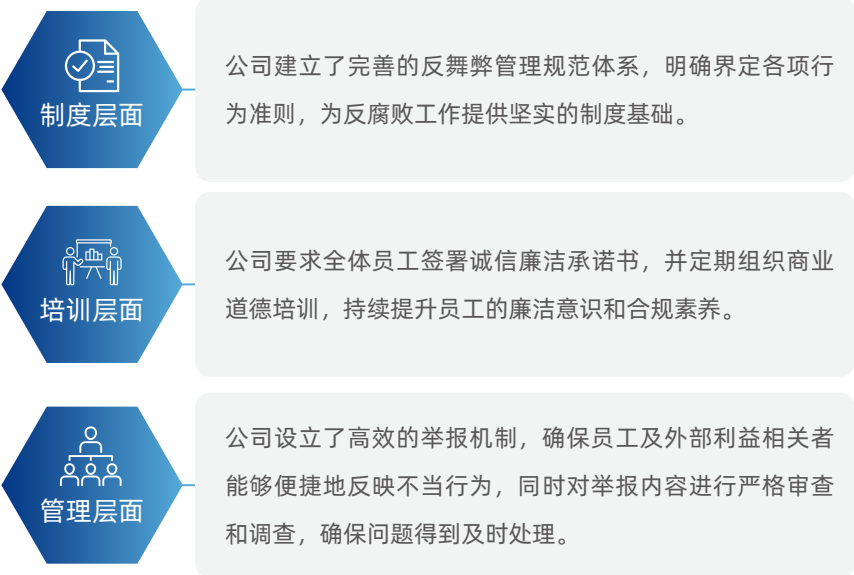 制度层面
公司建立了完善的反舞弊管理规范体系，明确界定各项行
为准则，为反腐败工作提供坚实的制度基础。
培训层面
公司要求全体员工签署诚信廉洁承诺书，并定期组织商业
道德培训，持续提升员工的廉洁意识和合规素养。
管理层面
公司设立了高效的举报机制，确保员工及外部利益相关者
能够便捷地反映不当行为，同时对举报内容进行严格审查
和调查，确保问题得到及时处理。